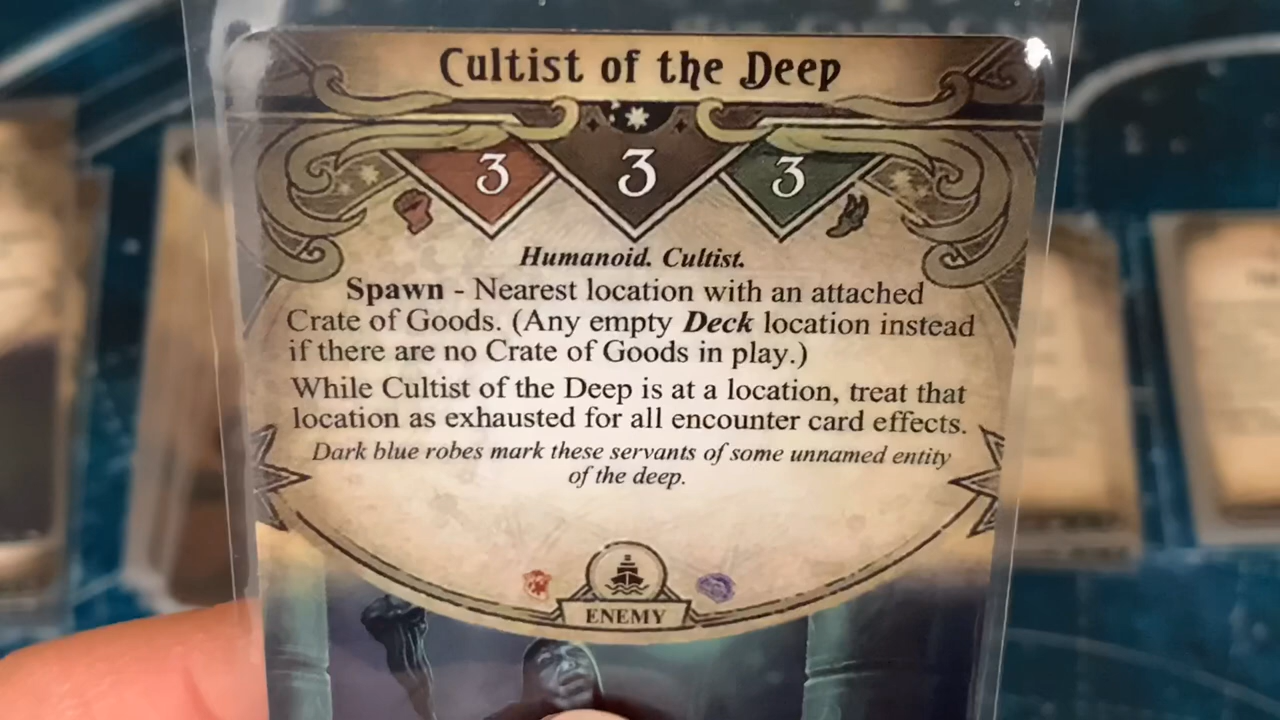 Cultist of the Deep
3 3 3
Humanoid. Cultist.
Spawn - Nearest location with an attached
Crate of Goods. (Any empty Deck location instead
if there are no Crate of Goods in play.)
While Cultist of the Deep is at a location, treat that
location as exhausted for all encounter card effects.
Dark blue robes mark these servants of some unnamed entity
of the deep.
ENEMY